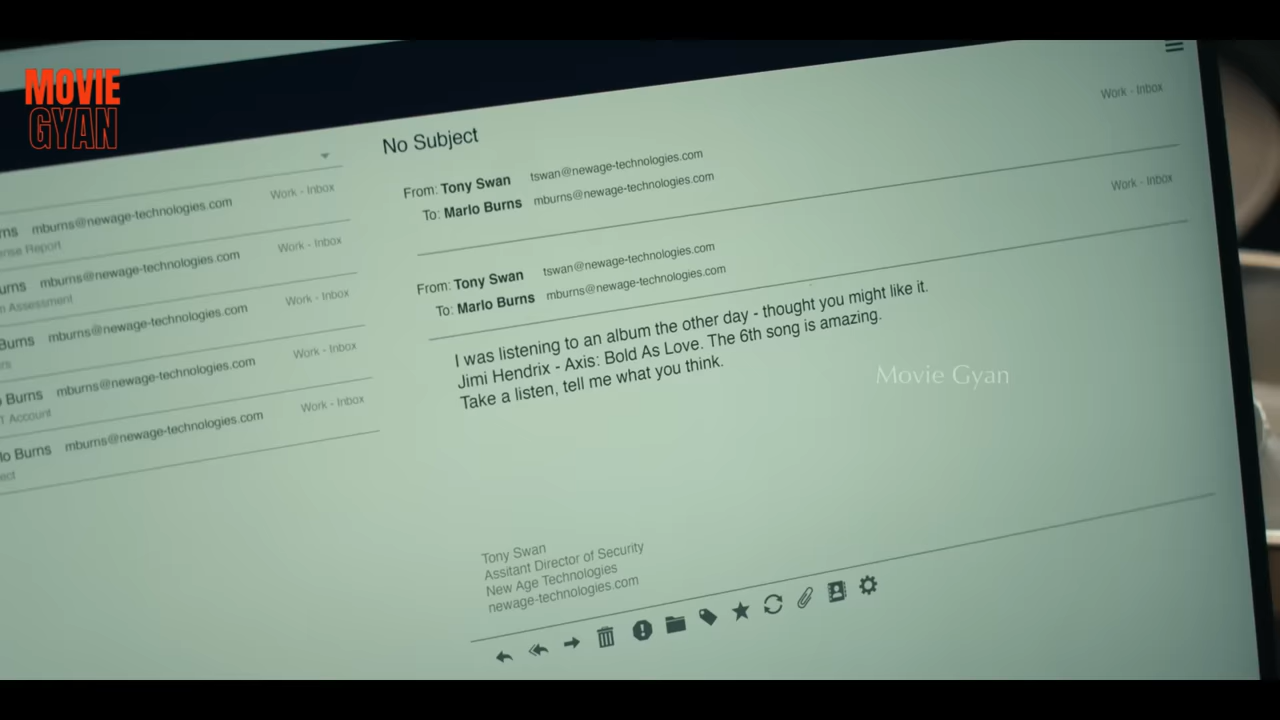 MOVIE
GYAN
Work - Inbox
No Subject
From: Tony Swan tswan@newage-technologies.com
To: Marlo Burns mburns@newage-technologies.com
Work - Inbox
From: Tony Swan tswan@newage-technologies.com
To: Marlo Burns mburns@newage-technologies.com
I was listening to an album the other day - thought you might like it.
Jimi Hendrix - Axis: Bold As Love. The 6th song is amazing.
Take a listen, tell me what you think.
Movie Gyan
Tony Swan
Assitant Director of Security
New Age Technologies
newage-technologies.com
rns mburns@newage-technologies.com Work - Inbox
nse Report
urns mburns@newage-technologies.com Work - Inbox
n Assessment
Burns mburns@newage-technologies.com Work - Inbox
Burns mburns@newage-technologies.com Work - Inbox
T Account
lo Burns mburns@newage-technologies.com Work - Inbox
ect